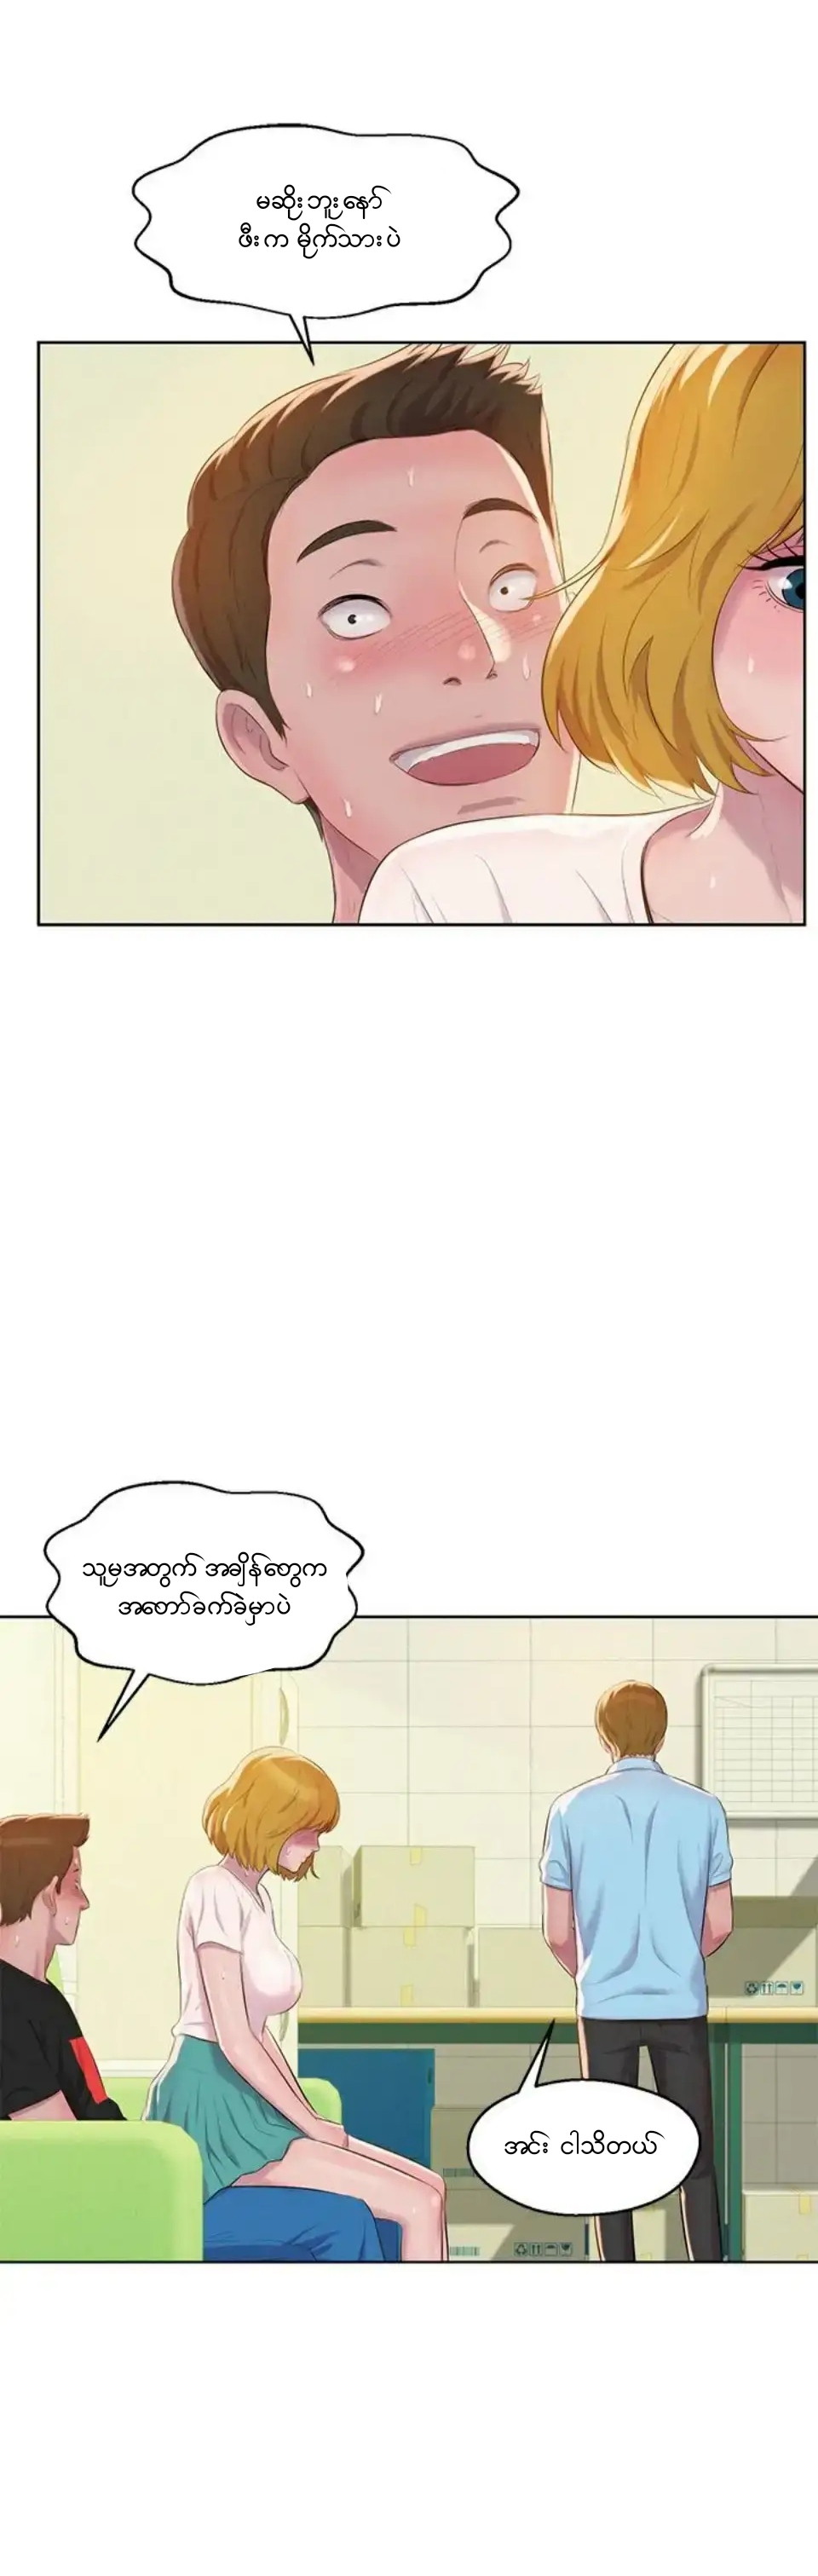 မဆိုးဘူးနော်
ဖီးက မိုက်သားပဲ
သူမအတွက် အချိန်တွေက
အတော်ခက်ခဲမှာပဲ
အင်း ငါသိတယ်